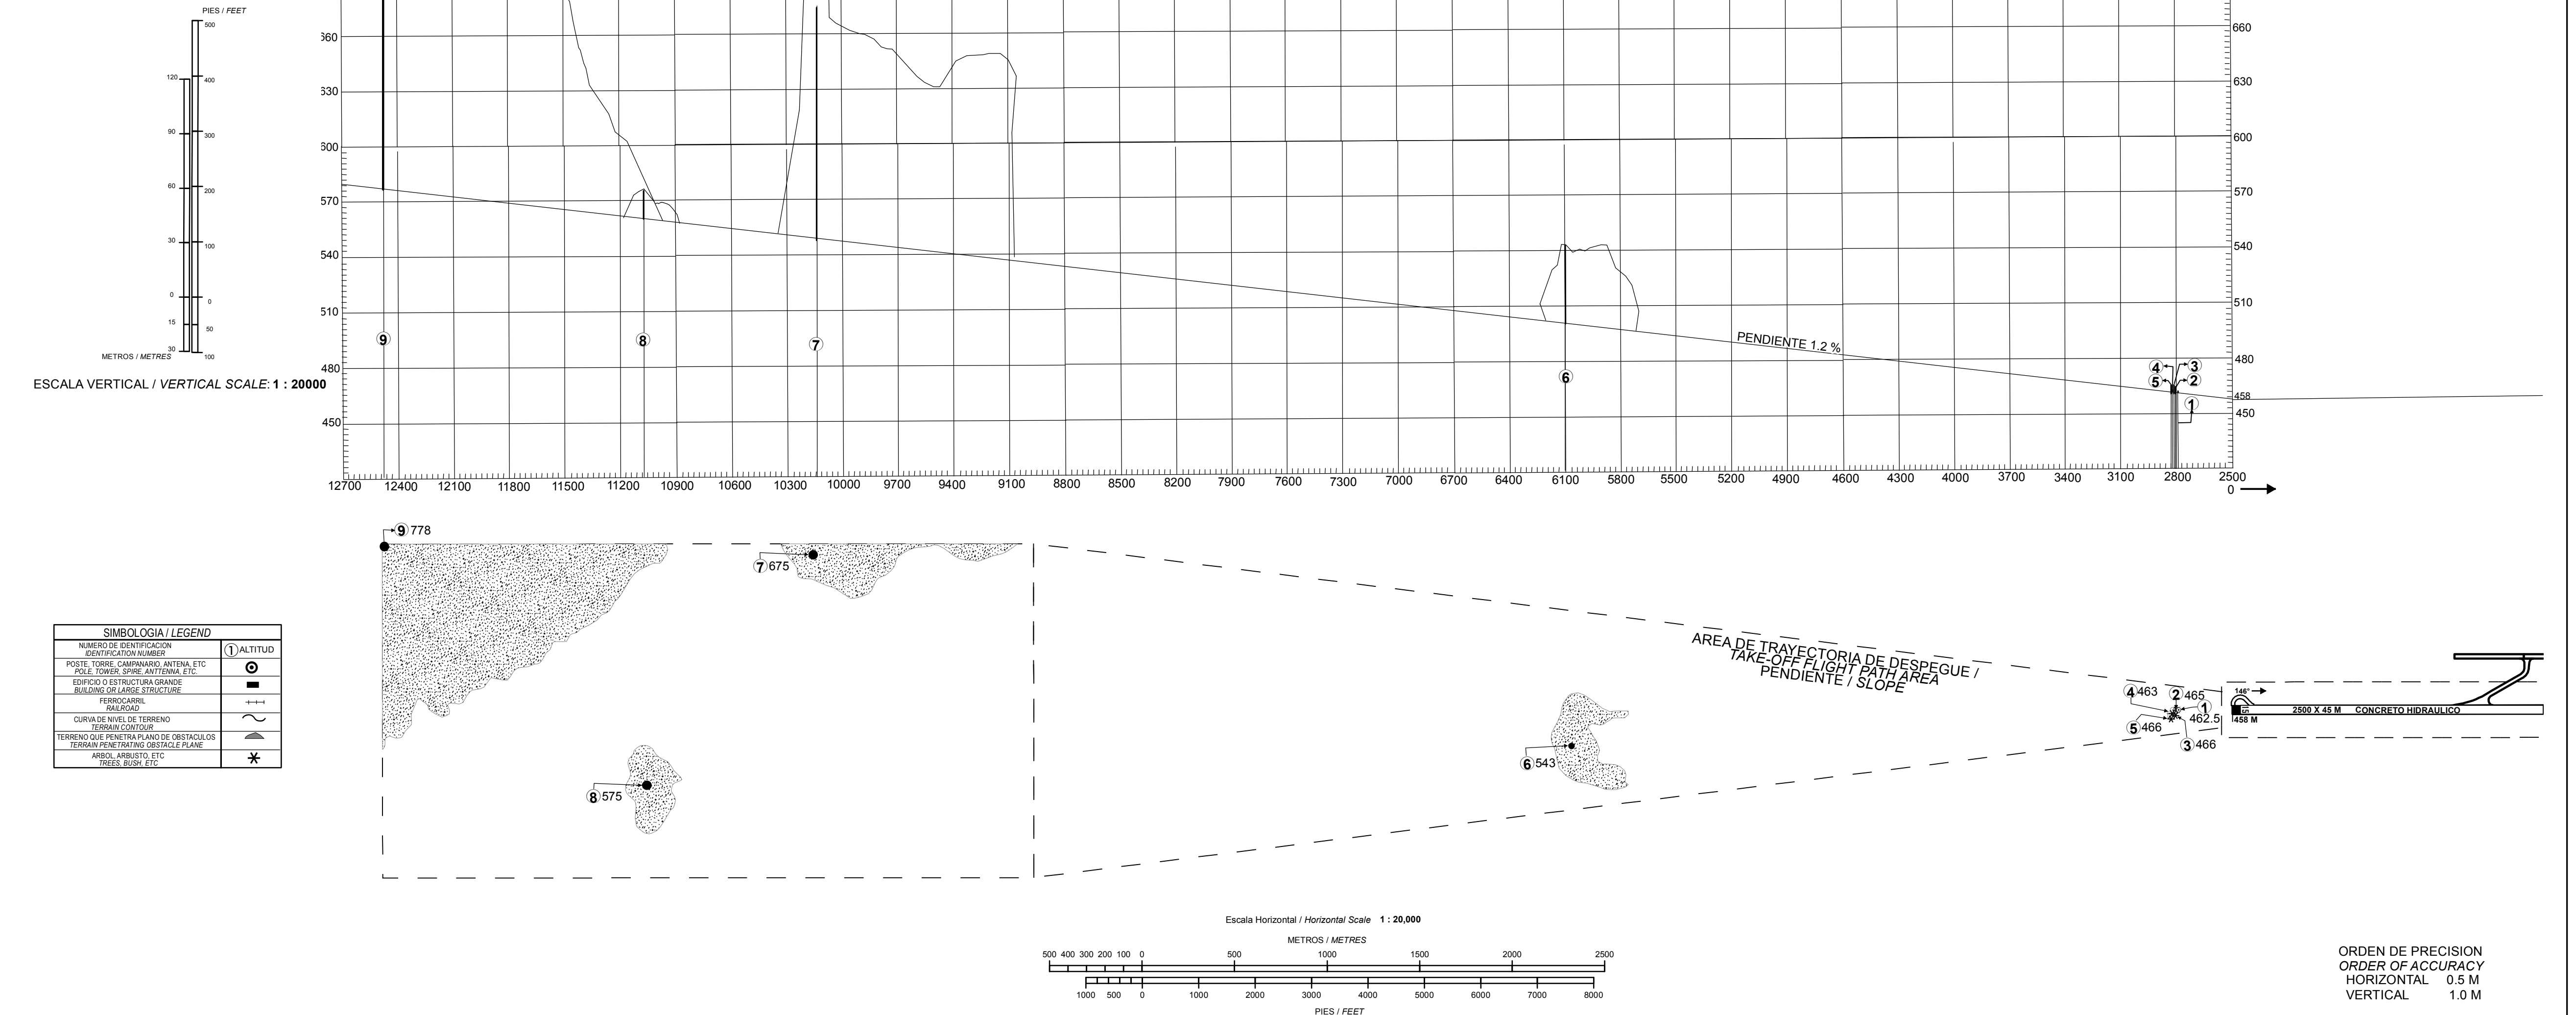 PIES / FEET
500
400
300
200
100
0
50
100
120
90
60
30
0
15
30
METROS / METRES
ESCALA VERTICAL / VERTICAL SCALE: 1 : 20000
630
600
570
540
510
480
450
660
630
600
570
540
510
480
458
450
PENDIENTE 1.2 %
9
8
7
6
4
3
5
2
1
12700 12400 12100 11800 11500 11200 10900 10600 10300 10000 9700 9400 9100 8800 8500 8200 7900 7600 7300 7000 6700 6400 6100 5800 5500 5200 4900 4600 4300 4000 3700 3400 3100 2800 2500
0
9 778
7 675
8 575
6 543
AREA DE TRAYECTORIA DE DESPEGUE /
TAKE-OFF FLIGHT PATH AREA
PENDIENTE / SLOPE
4 463
2 465
1
462.5
5 466
3 466
146°
15
458 M
2500 X 45 M CONCRETO HIDRAULICO
SIMBOLOGIA / LEGEND
NUMERO DE IDENTIFICACION
IDENTIFICATION NUMBER
1 ALTITUD
POSTE, TORRE, CAMPANARIO, ANTENA, ETC
POLE, TOWER, SPIRE, ANTTENNA, ETC.
EDIFICIO O ESTRUCTURA GRANDE
BUILDING OR LARGE STRUCTURE
FERROCARRIL
RAILROAD
CURVA DE NIVEL DE TERRENO
TERRAIN CONTOUR
TERRENO QUE PENETRA PLANO DE OBSTACULOS
TERRAIN PENETRATING OBSTACLE PLANE
ARBOL, ARBUSTO, ETC
TREES, BUSH, ETC
Escala Horizontal / Horizontal Scale 1 : 20,000
METROS / METRES
500 400 300 200 100 0 500 1000 1500 2000 2500
1000 500 0 1000 2000 3000 4000 5000 6000 7000 8000
PIES / FEET
ORDEN DE PRECISION
ORDER OF ACCURACY
HORIZONTAL 0.5 M
VERTICAL 1.0 M